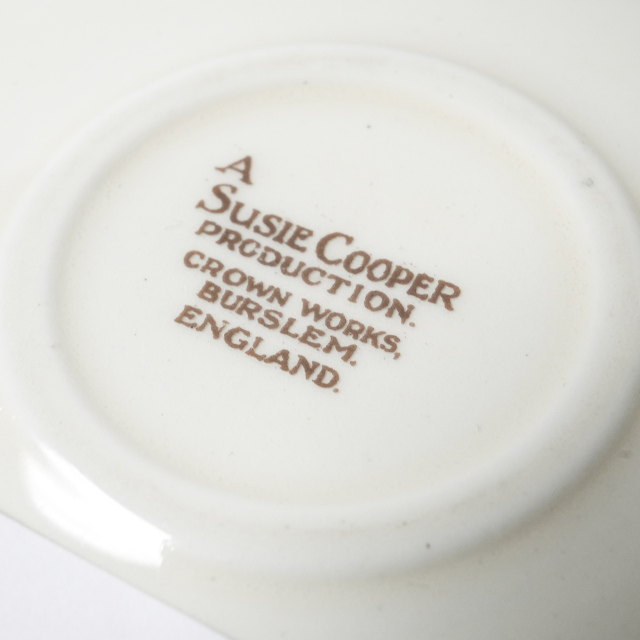 A
SUSIE COOPER
PRODUCTION.
CROWN WORKS,
BURSLEM.
ENGLAND.